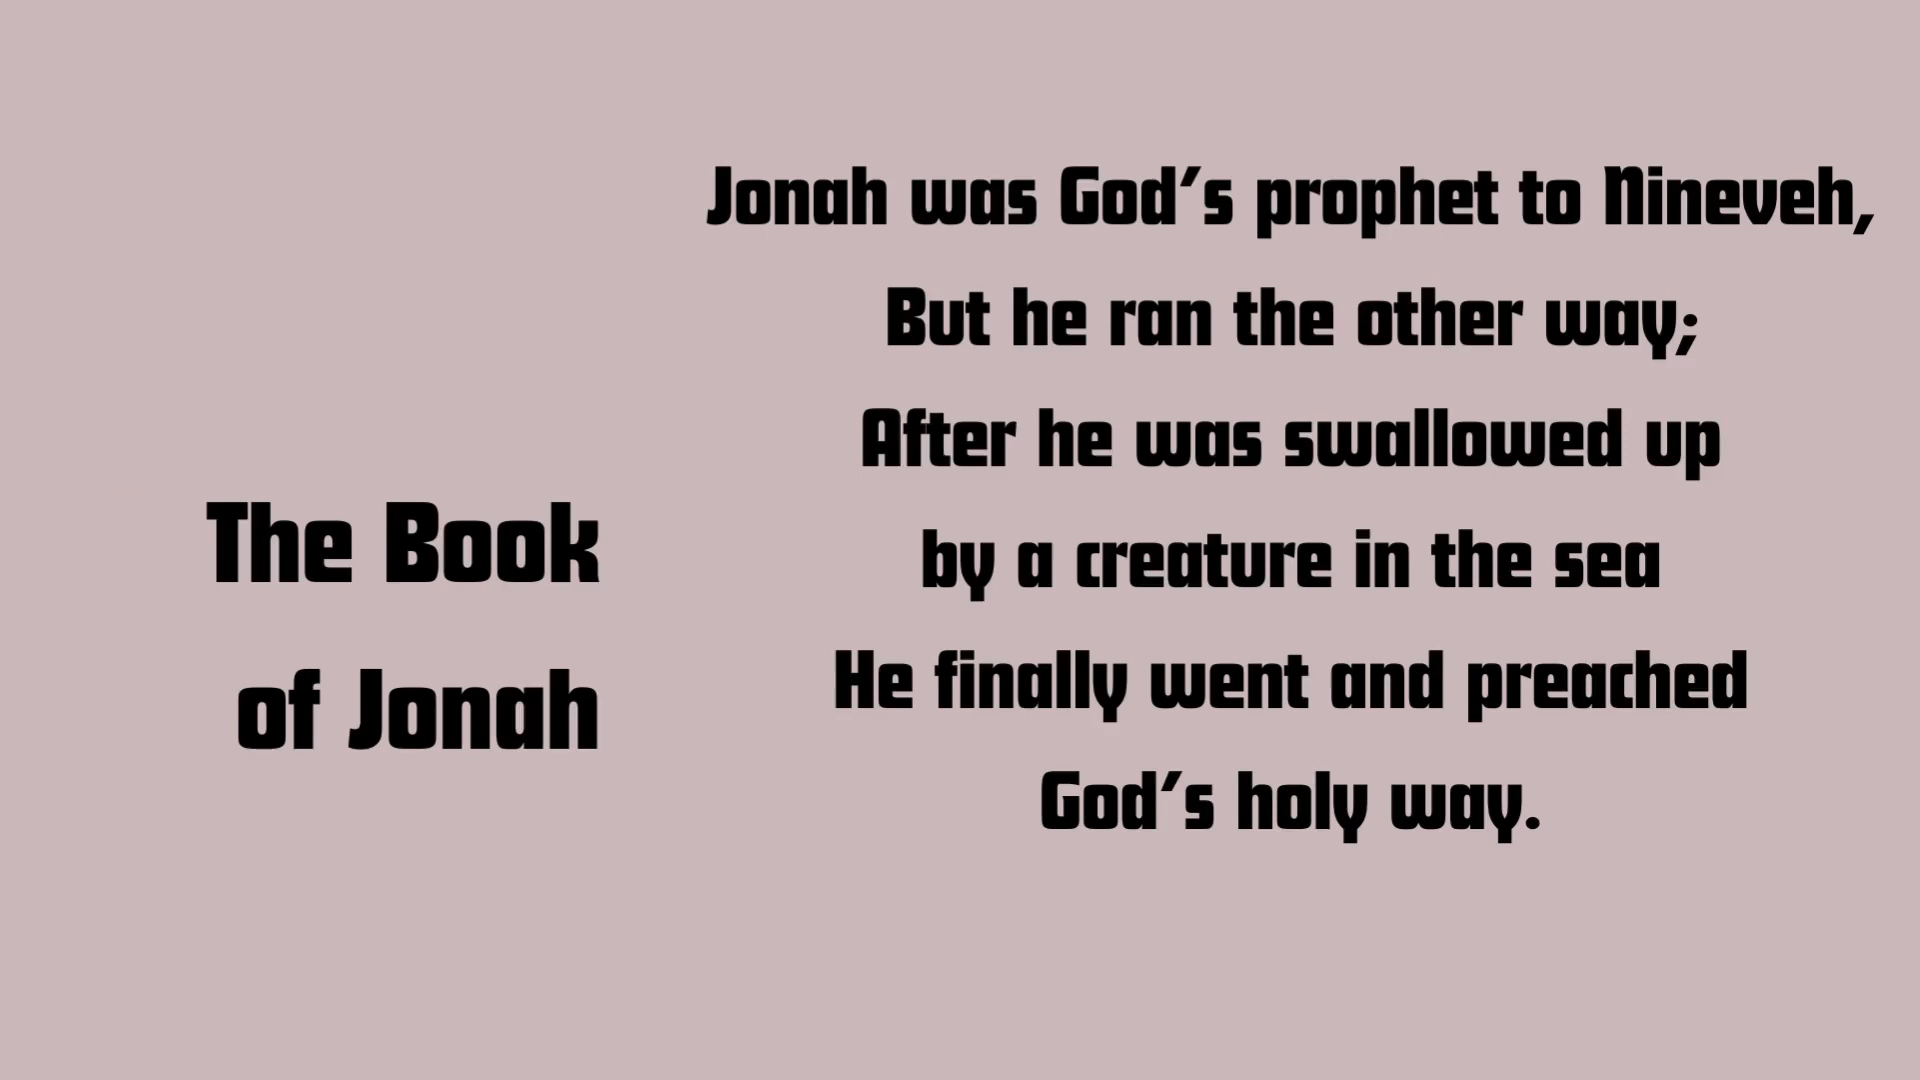 The Book
of Jonah
Jonah was God’s prophet to Nineveh,
But he ran the other way;
After he was swallowed up
by a creature in the sea
He finally went and preached
God’s holy way.